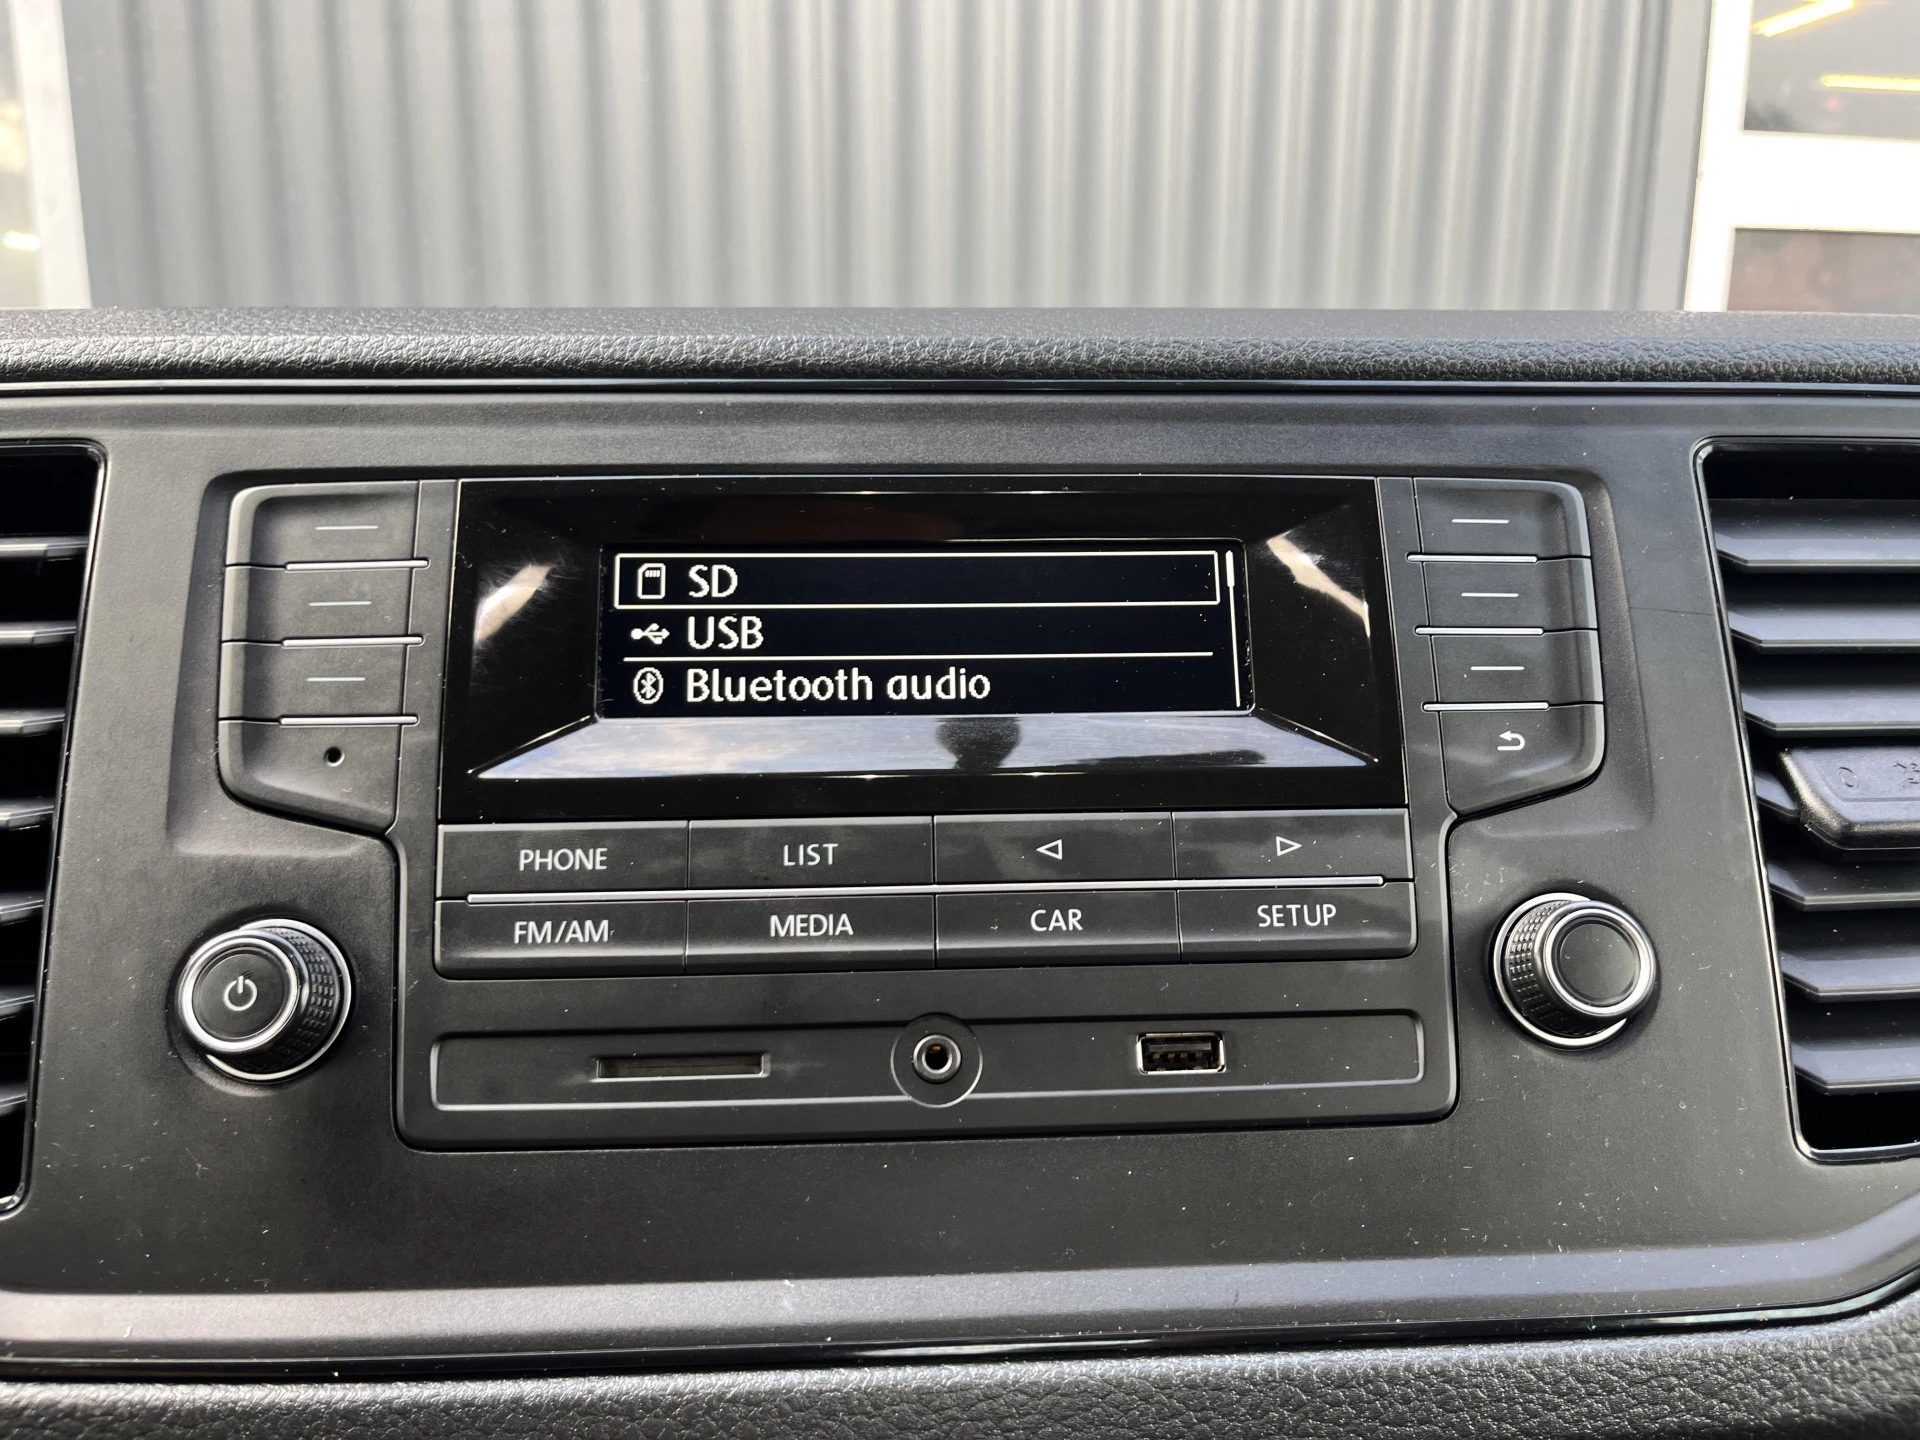 SD
USB
Bluetooth audio
PHONE
LIST
FM/AM
MEDIA
CAR
SETUP